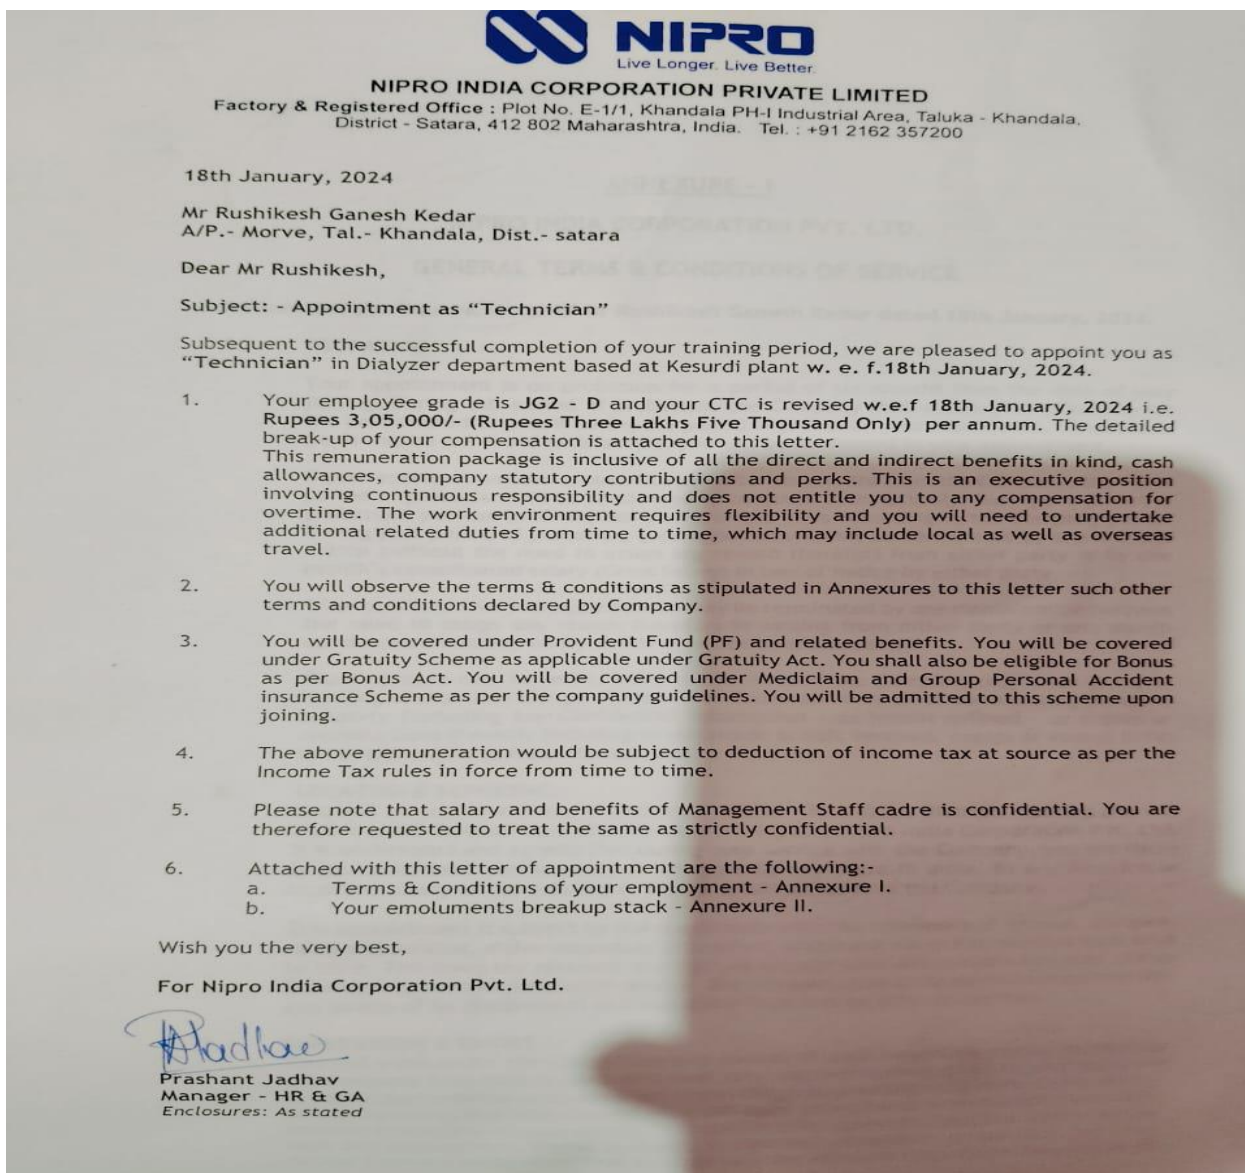 NIPRO
Live Longer. Live Better.
NIPRO INDIA CORPORATION PRIVATE LIMITED
Factory & Registered Office : Plot No. E-1/1, Khandala PH-I Industrial Area, Taluka - Khandala,
District - Satara, 412 802 Maharashtra, India. Tel. : +91 2162 357200
18th January, 2024
Mr Rushikesh Ganesh Kedar
A/P.- Morve, Tal.- Khandala, Dist.- satara
Dear Mr Rushikesh,
Subject: - Appointment as “Technician”
Subsequent to the successful completion of your training period, we are pleased to appoint you as
“Technician” in Dialyzer department based at Kesurdi plant w. e. f.18th January, 2024.
1. Your employee grade is JG2 - D and your CTC is revised w.e.f 18th January, 2024 i.e.
Rupees 3,05,000/- (Rupees Three Lakhs Five Thousand Only) per annum. The detailed
break-up of your compensation is attached to this letter.
This remuneration package is inclusive of all the direct and indirect benefits in kind, cash
allowances, company statutory contributions and perks. This is an executive position
involving continuous responsibility and does not entitle you to any compensation for
overtime. The work environment requires flexibility and you will need to undertake
additional related duties from time to time, which may include local as well as overseas
travel.
2. You will observe the terms & conditions as stipulated in Annexures to this letter such other
terms and conditions declared by Company.
3. You will be covered under Provident Fund (PF) and related benefits. You will be covered
under Gratuity Scheme as applicable under Gratuity Act. You shall also be eligible for Bonus
as per Bonus Act. You will be covered under Mediclaim and Group Personal Accident
insurance Scheme as per the company guidelines. You will be admitted to this scheme upon
joining.
4. The above remuneration would be subject to deduction of income tax at source as per the
Income Tax rules in force from time to time.
5. Please note that salary and benefits of Management Staff cadre is confidential. You are
therefore requested to treat the same as strictly confidential.
6. Attached with this letter of appointment are the following:-
a. Terms & Conditions of your employment - Annexure I.
b. Your emoluments breakup stack - Annexure II.
Wish you the very best,
For Nipro India Corporation Pvt. Ltd.
Prashant Jadhav
Manager - HR & GA
Enclosures: As stated